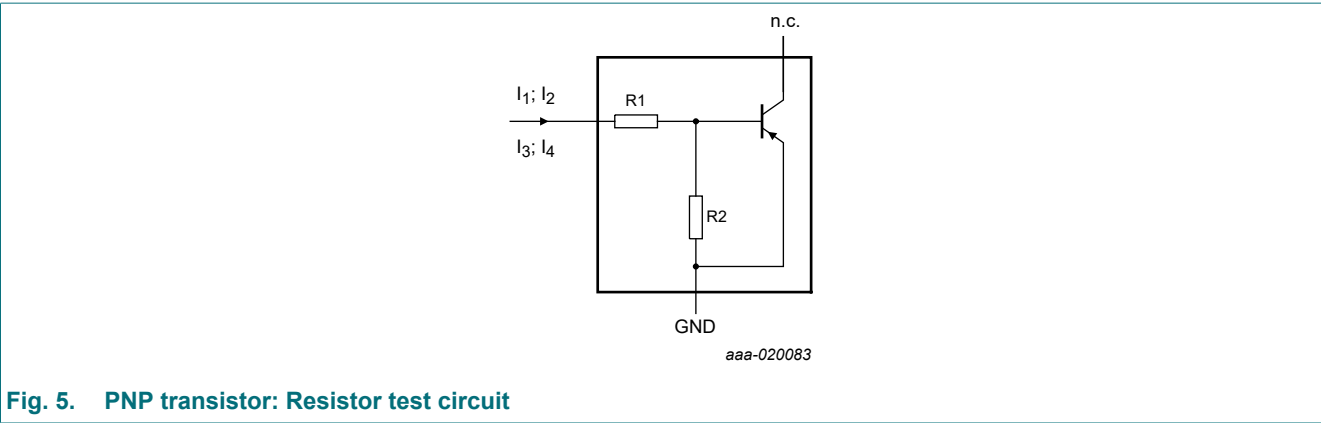 n.c.
I1; I2
R1
I3; I4
R2
GND
aaa-020083
Fig. 5. PNP transistor: Resistor test circuit